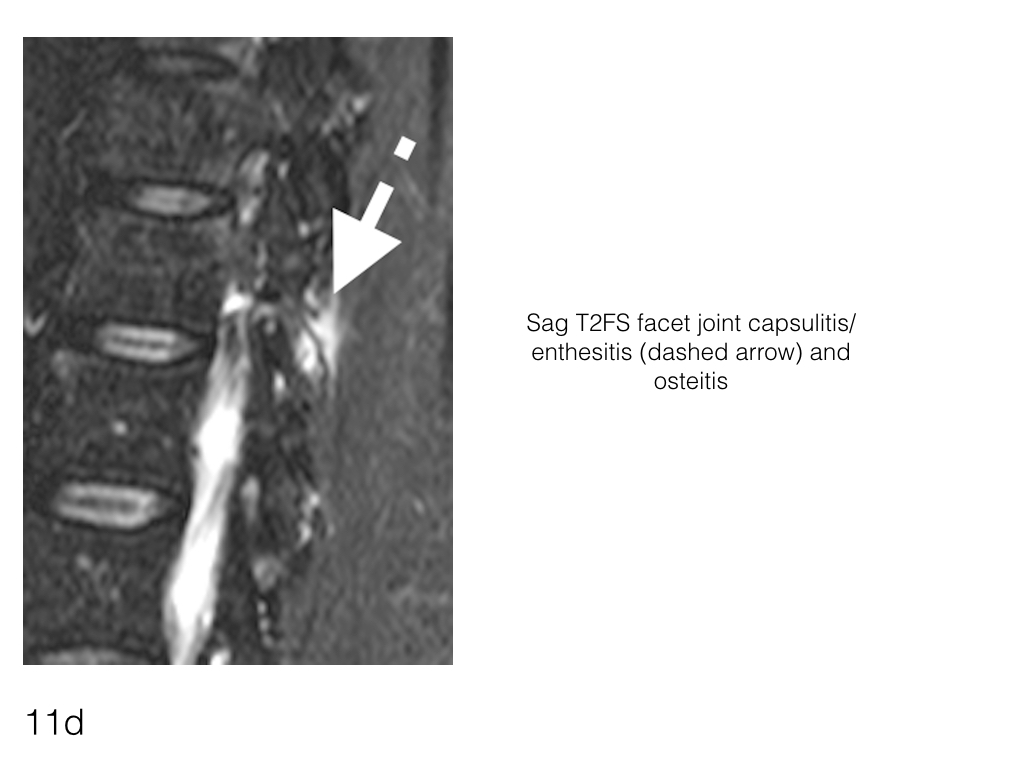 Sag T2FS facet joint capsulitis/
enthesitis (dashed arrow) and
osteitis
11d